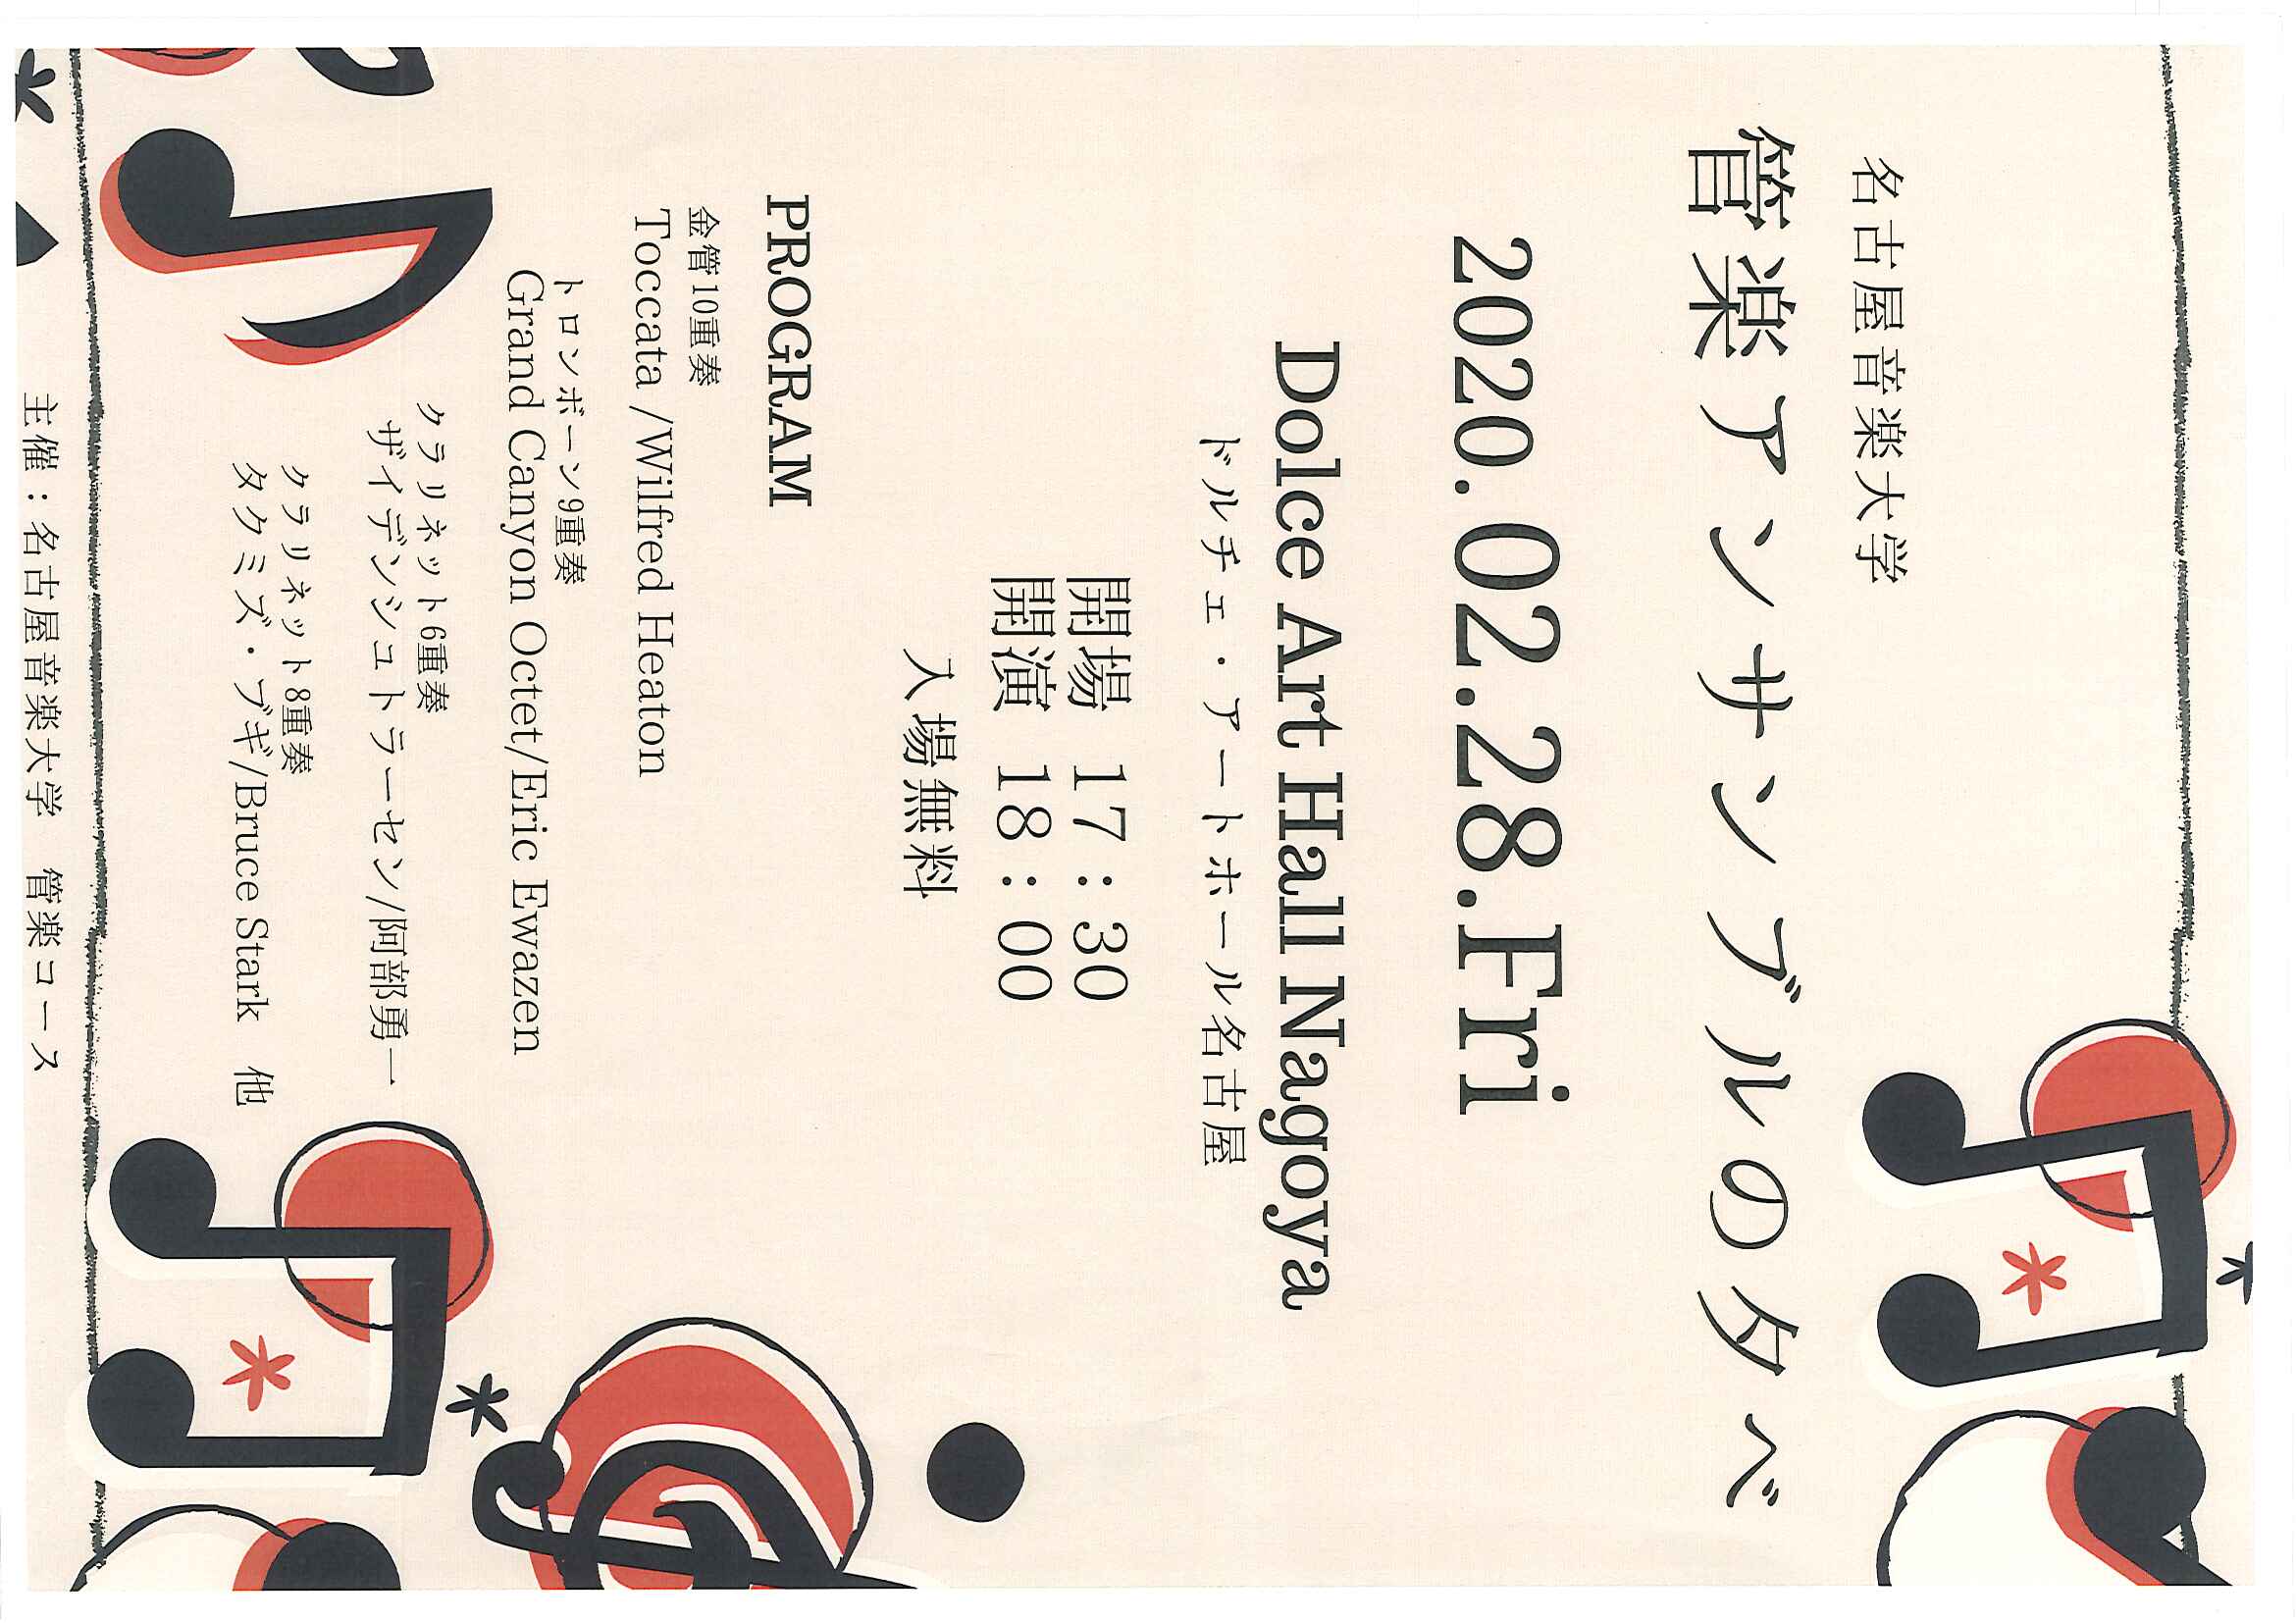 名古屋音楽大学
管楽アンサンブルの夕べ
2020.02.28.Fri
Dolce Art Hall Nagoya
ドルチェ・アートホール名古屋
開場 17:30
開演 18:00
入場無料
PROGRAM
金管10重奏
Toccata /Wilfred Heaton
トロンボーン9重奏
Grand Canyon Octet/Eric Ewazen
クラリネット6重奏
ザイデンシュトラーセン/阿部勇一
クラリネット8重奏
タクミズ・ブギ/Bruce Stark 他
主催:名古屋音楽大学 管楽コース